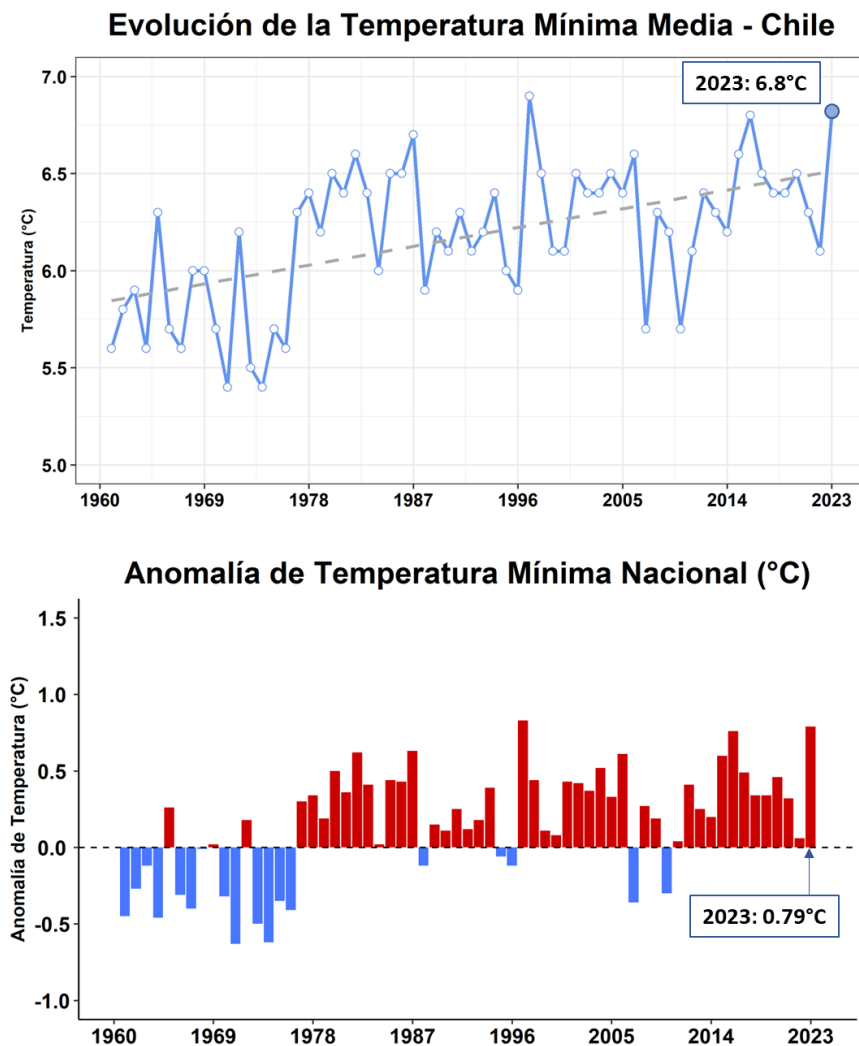 Evolución de la Temperatura Mínima Media - Chile
Temperatura (°C)
7.0
6.5
6.0
5.5
5.0
2023: 6.8°C
1960 1969 1978 1987 1996 2005 2014 2023
Anomalía de Temperatura Mínima Nacional (°C)
Anomalía de Temperatura (°C)
1.5
1.0
0.5
0.0
-0.5
-1.0
2023: 0.79°C
1960 1969 1978 1987 1996 2005 2014 2023